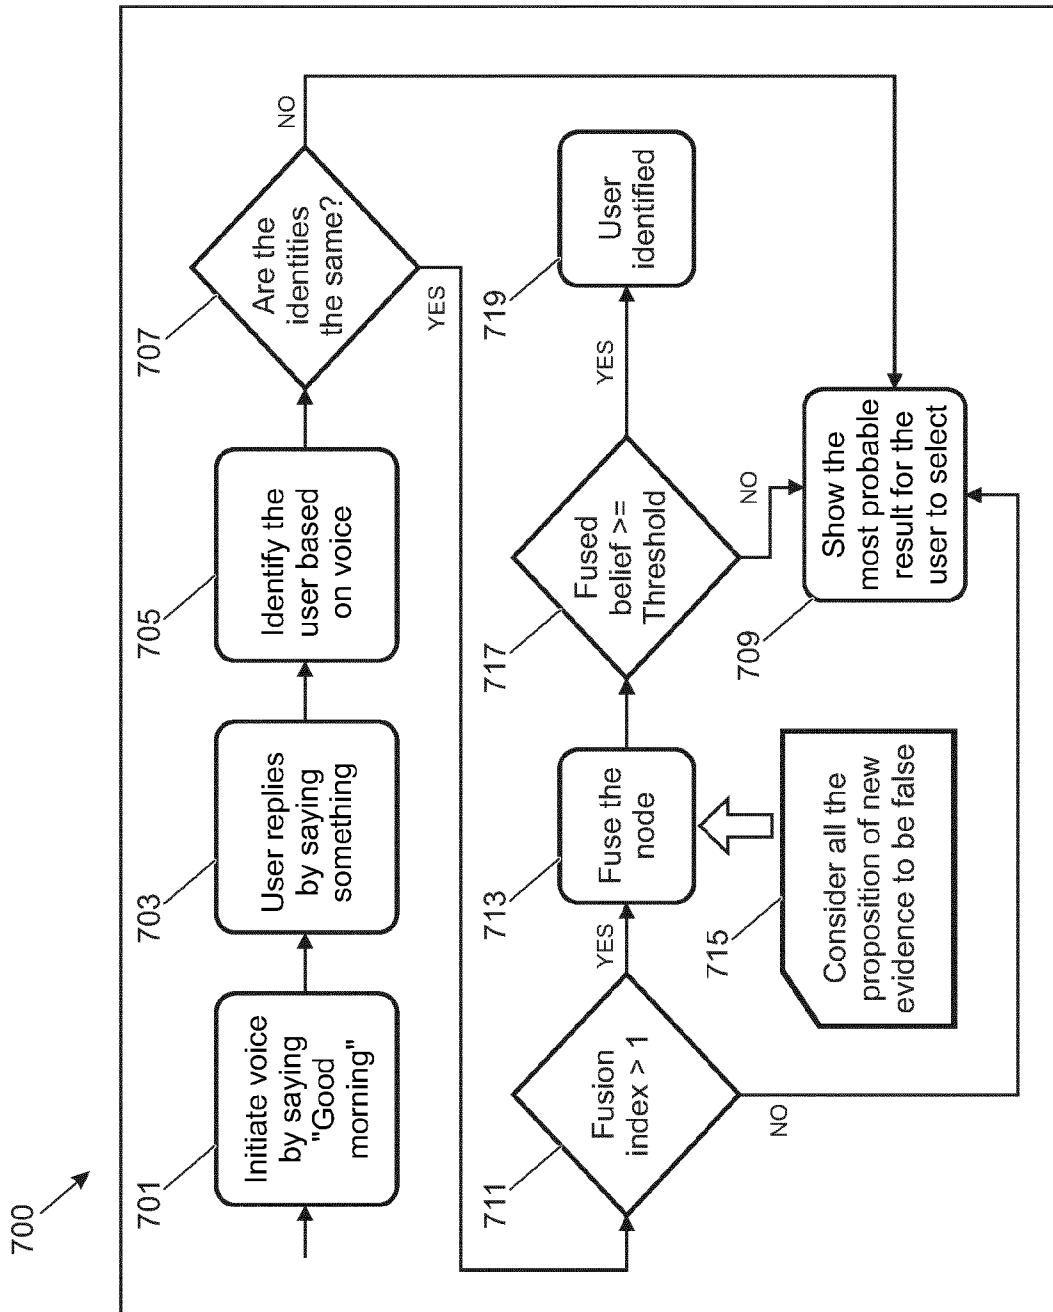 700
701
Initiate voice
by saying
"Good
morning"
703
User replies
by saying
something
705
Identify the
user based
on voice
707
Are the
identities
the same?
NO
YES
711
Fusion
index > 1
YES
NO
713
Fuse the
node
715
Consider all the
proposition of new
evidence to be false
717
Fused
belief >=
Threshold
YES
NO
719
User
identified
709
Show the
most probable
result for the
user to select